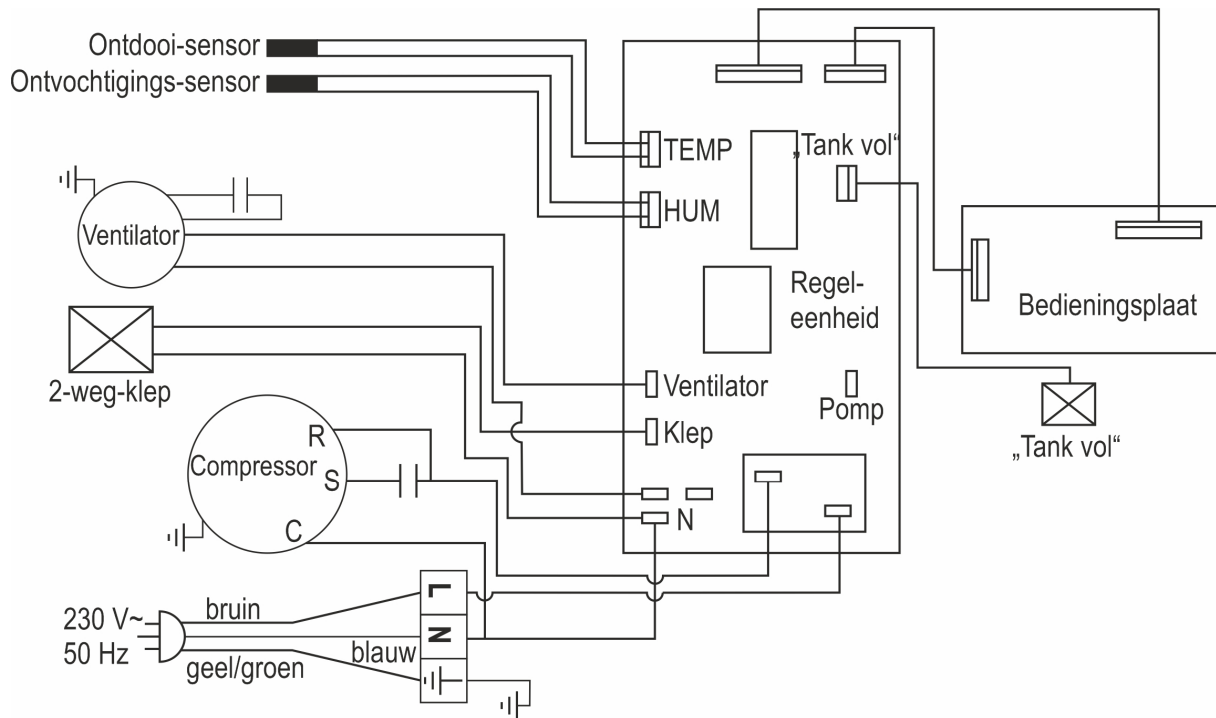 Ontdooi-sensor
Ontvochtigings-sensor
TEMP
„Tank vol“
HUM
Ventilator
Regel-
eenheid
Bedieningsplaat
2-weg-klep
Ventilator
Pomp
Klep
„Tank vol“
R
Compressor
S
C
N
L
bruin
230 V~
50 Hz
N
blauw
geel/groen